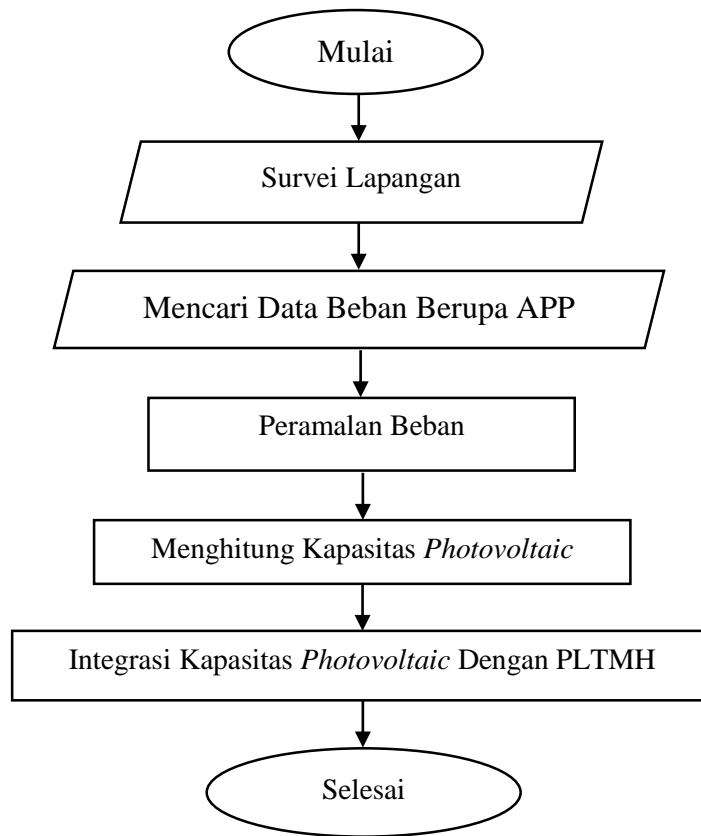 Mulai
Survei Lapangan
Mencari Data Beban Berupa APP
Peramalan Beban
Menghitung Kapasitas Photovoltaic
Integrasi Kapasitas Photovoltaic Dengan PLTMH
Selesai